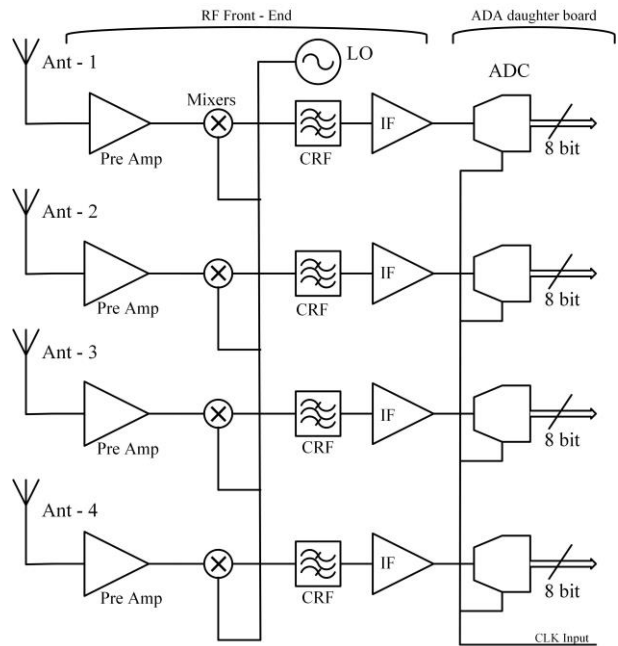 RF Front - End
ADA daughter board
LO
Ant - 1
ADC
Mixers
IF
Pre Amp
CRF
8 bit
Ant - 2
IF
Pre Amp
CRF
8 bit
Ant - 3
IF
Pre Amp
CRF
8 bit
Ant - 4
IF
Pre Amp
CRF
8 bit
CLK Input